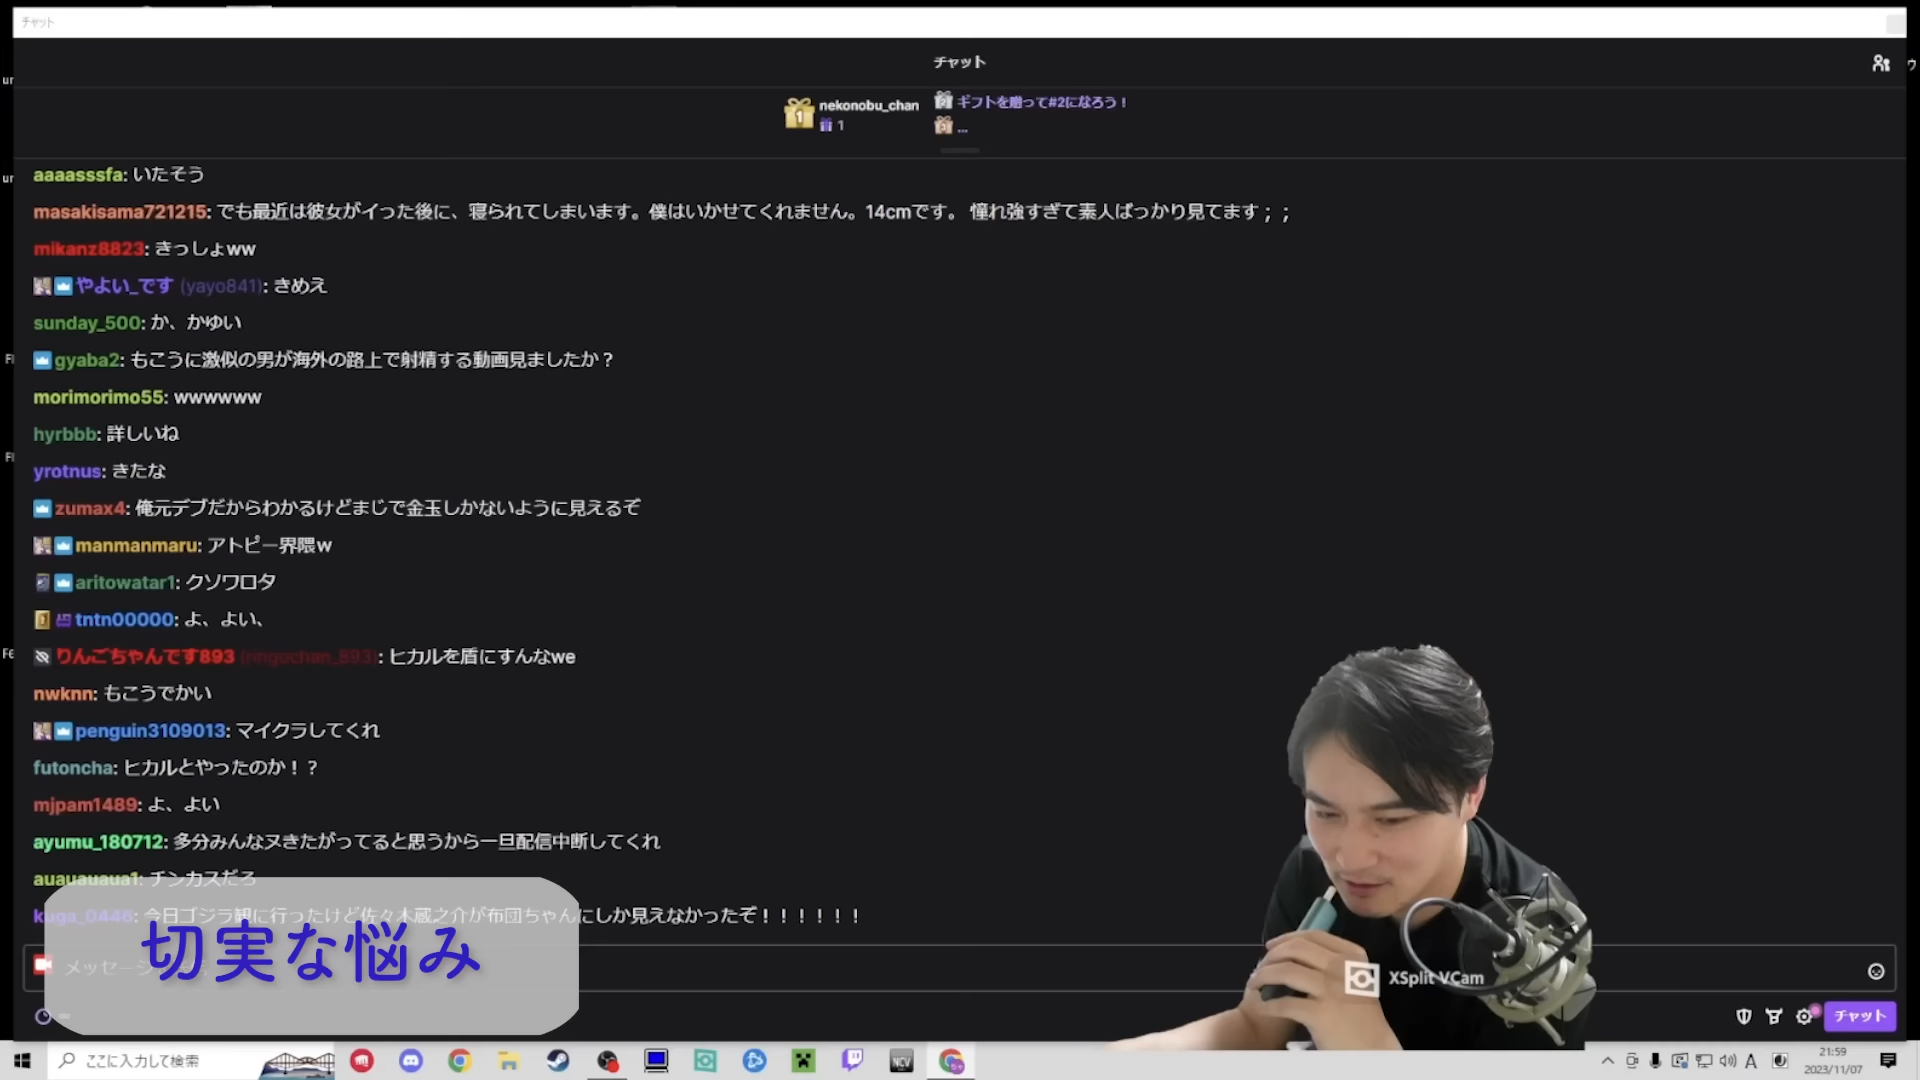 チャット
チャット
nekonobu_chan
1
ギフトを贈って#2になろう！
...
aaaasssfa: いたそう
masakisama721215: でも最近は彼女がイった後に、寝られてしまいます。僕はいかせてくれません。14cmです。 憧れ強すぎて素人ばっかり見てます；；
mikanz8823: きっしょww
やよい_です (yayo841): きめえ
sunday_500: か、かゆい
gyaba2: もこうに激似の男が海外の路上で射精する動画見ましたか？
morimorimo55: wwwwww
hyrbbb: 詳しいね
yrotnus: きたな
zumax4: 俺元デブだからわかるけどまじで金玉しかないように見えるぞ
manmanmaru: アトピー界隈w
aritowatar1: クソワロタ
tntn00000: よ、よい、
りんごちゃんです893 (ringochan_893): ヒカルを盾にすんなwe
nwknn: もこうでかい
penguin3109013: マイクラしてくれ
futoncha: ヒカルとやったのか！？
mjpam1489: よ、よい
ayumu_180712: 多分みんなヌきたがってると思うから一旦配信中断してくれ
auauauaua1: チンカスだろ
kuga_0446: 今日ゴジラ観に行ったけど佐々木蔵之介が布団ちゃんにしか見えなかったぞ！！！！！！
切実な悩み
メッセージ
XSplit VCam
チャット
ここに入力して検索
NCV
A
21:59
2023/11/07